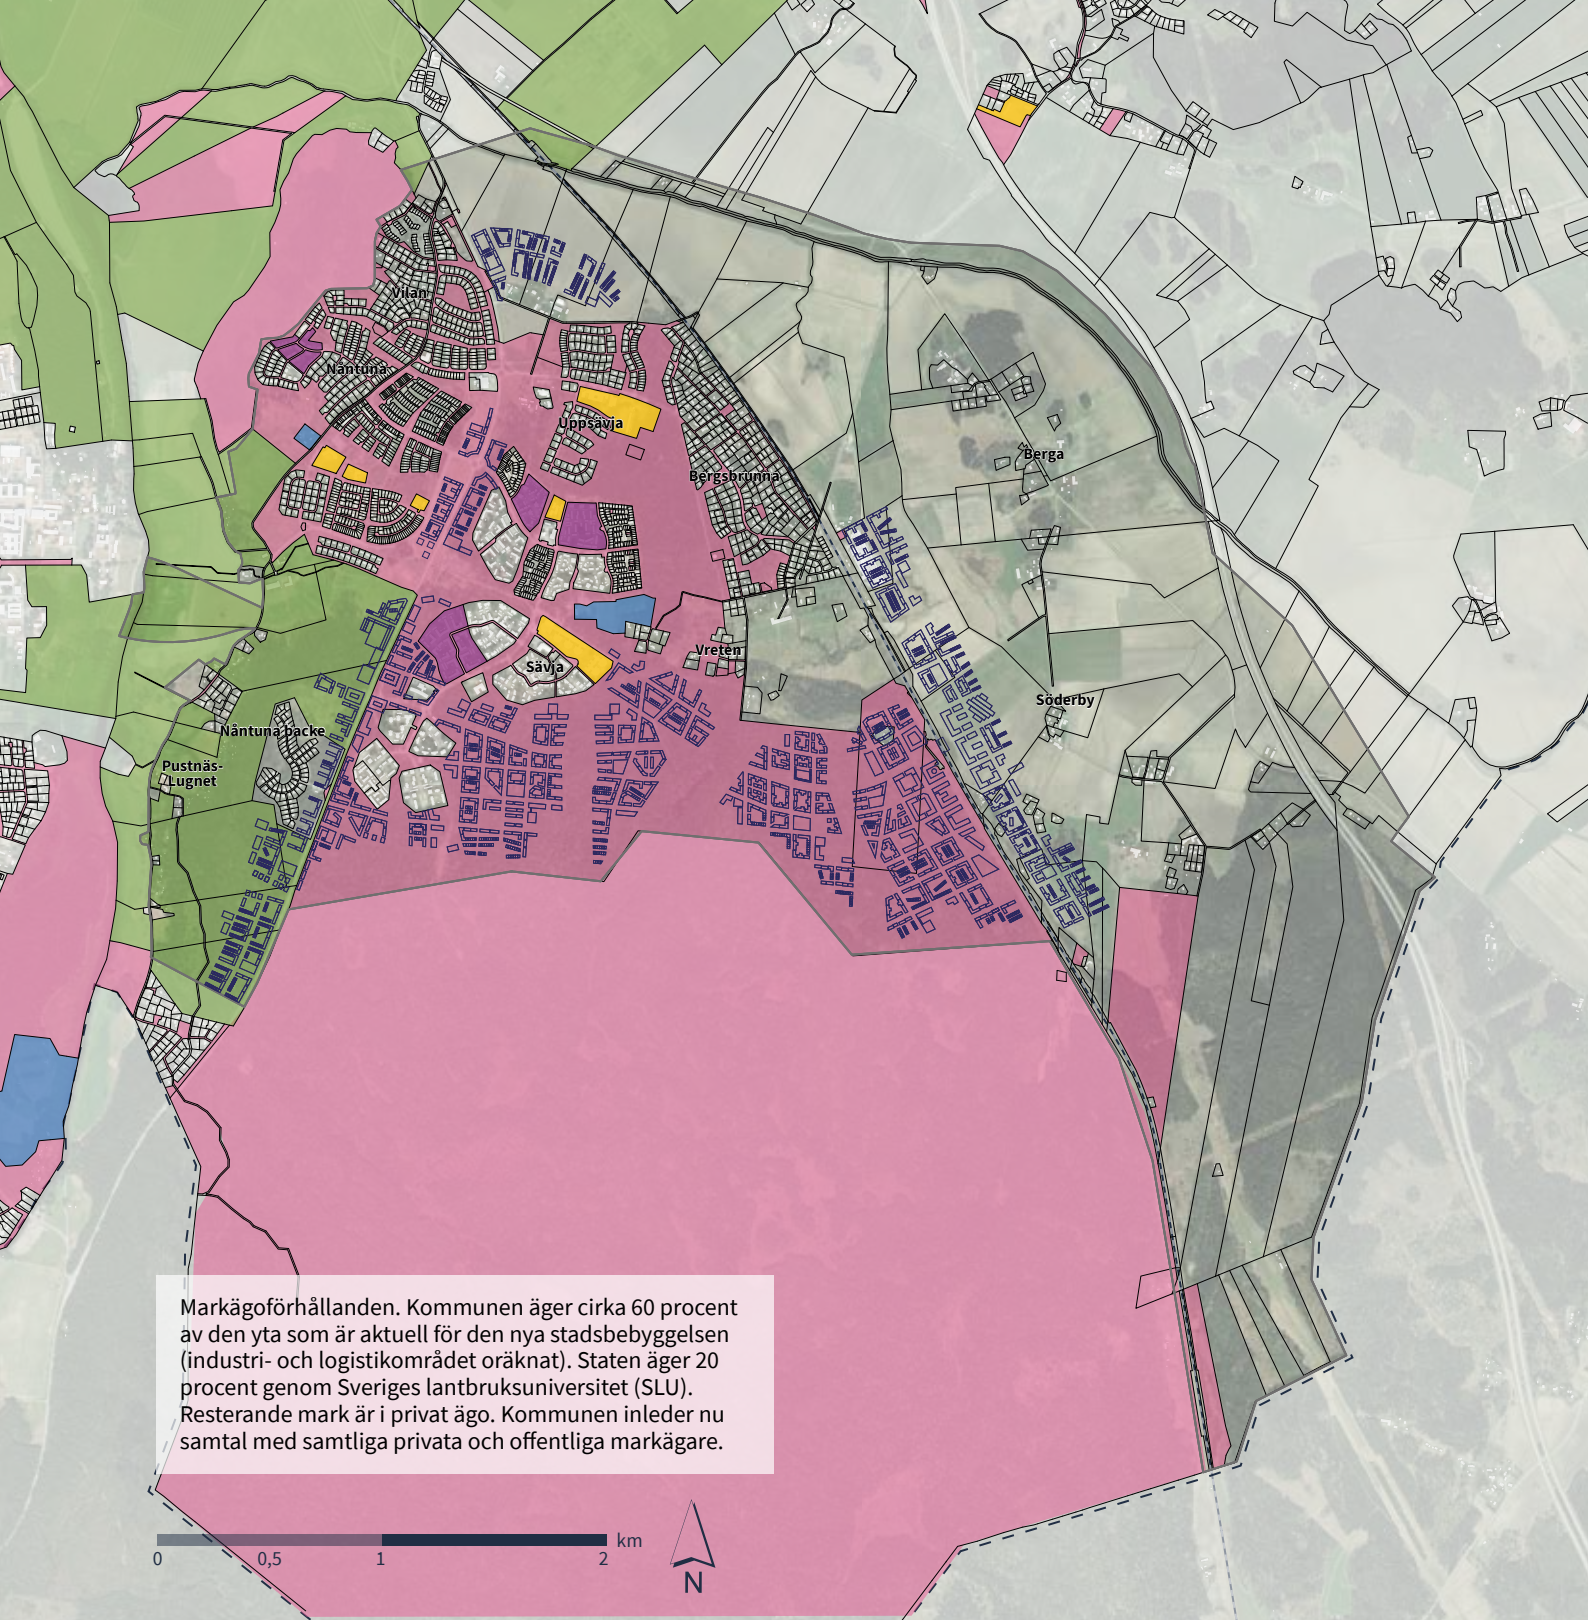 Vilan
Nåntuna
Uppsävja
Bergsbrunna
Berga
Vreten
Sävja
Söderby
Nåntuna backe
Pustnäs-
Lugnet
Markägoförhållanden. Kommunen äger cirka 60 procent
av den yta som är aktuell för den nya stadsbebyggelsen
(industri- och logistikområdet oräknat). Staten äger 20
procent genom Sveriges lantbruksuniversitet (SLU).
Resterande mark är i privat ägo. Kommunen inleder nu
samtal med samtliga privata och offentliga markägare.
km
0 0,5 1 2
N